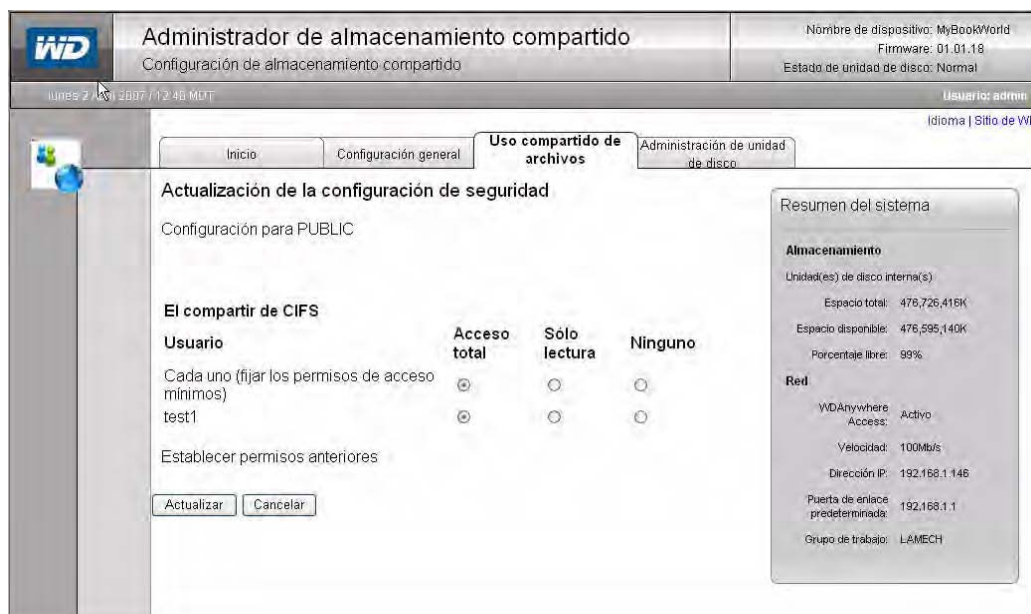 WD
Administrador de almacenamiento compartido
Configuración de almacenamiento compartido
Nombre de dispositivo: MyBookWorld
Firmware: 01.01.18
Estado de unidad de disco: Normal
lunes 2 2007 / 12:48 MDT
Usuario: admin
Idioma | Sitio de
Inicio
Configuración general
Uso compartido de
archivos
Administración de unidad
de disco
Actualización de la configuración de seguridad
Configuración para PUBLIC
El compartir de CIFS
Usuario
Acceso
total
Sólo
lectura
Ninguno
Cada uno (fijar los permisos de acceso
mínimos)
test1
Establecer permisos anteriores
Actualizar
Cancelar
Resumen del sistema
Almacenamiento
Unidad(es) de disco interna(s)
Espacio total: 476,726,416K
Espacio disponible: 476,595,140K
Porcentaje libre: 99%
Red
WDAnywhere
Access: Activo
Velocidad: 100Mb/s
Dirección IP: 192.168.1.146
Puerta de enlace
predeterminada: 192.168.1.1
Grupo de trabajo: LAMECH